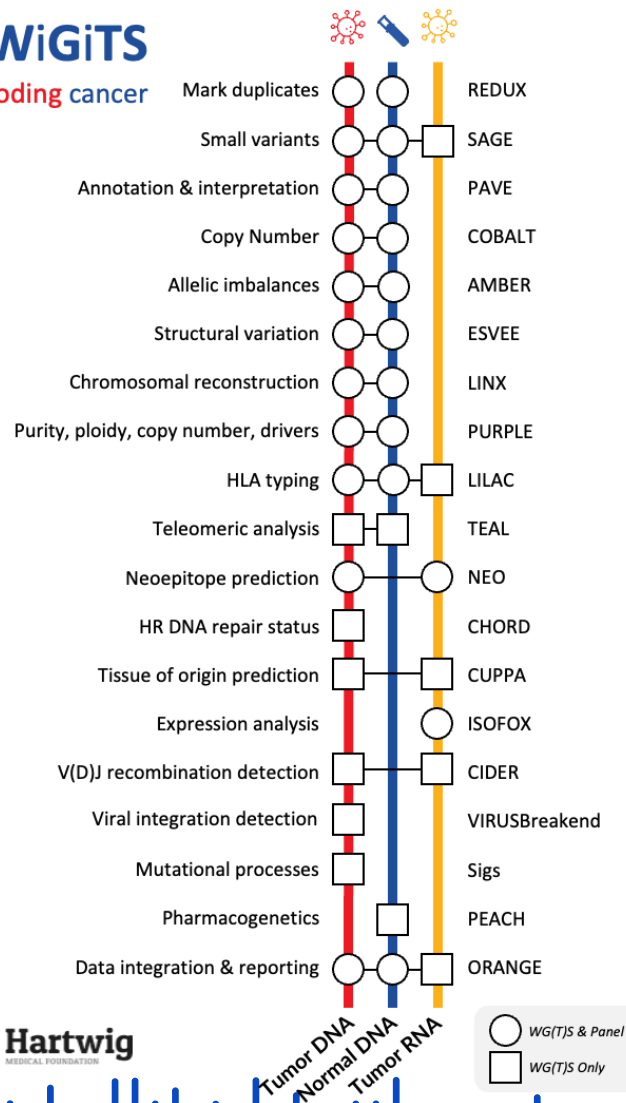 WiGiTS
oding cancer
Mark duplicates REDUX
Small variants SAGE
Annotation & interpretation PAVE
Copy Number COBALT
Allelic imbalances AMBER
Structural variation ESVEE
Chromosomal reconstruction LINX
Purity, ploidy, copy number, drivers PURPLE
HLA typing LILAC
Teleomeric analysis TEAL
Neoepitope prediction NEO
HR DNA repair status CHORD
Tissue of origin prediction CUPPA
Expression analysis ISOFOX
V(D)J recombination detection CIDER
Viral integration detection VIRUSBreakend
Mutational processes Sigs
Pharmacogenetics PEACH
Data integration & reporting ORANGE
Tumor DNA
Normal DNA
Tumor RNA
Hartwig
MEDICAL FOUNDATION
WG(T)S & Panel
WG(T)S Only